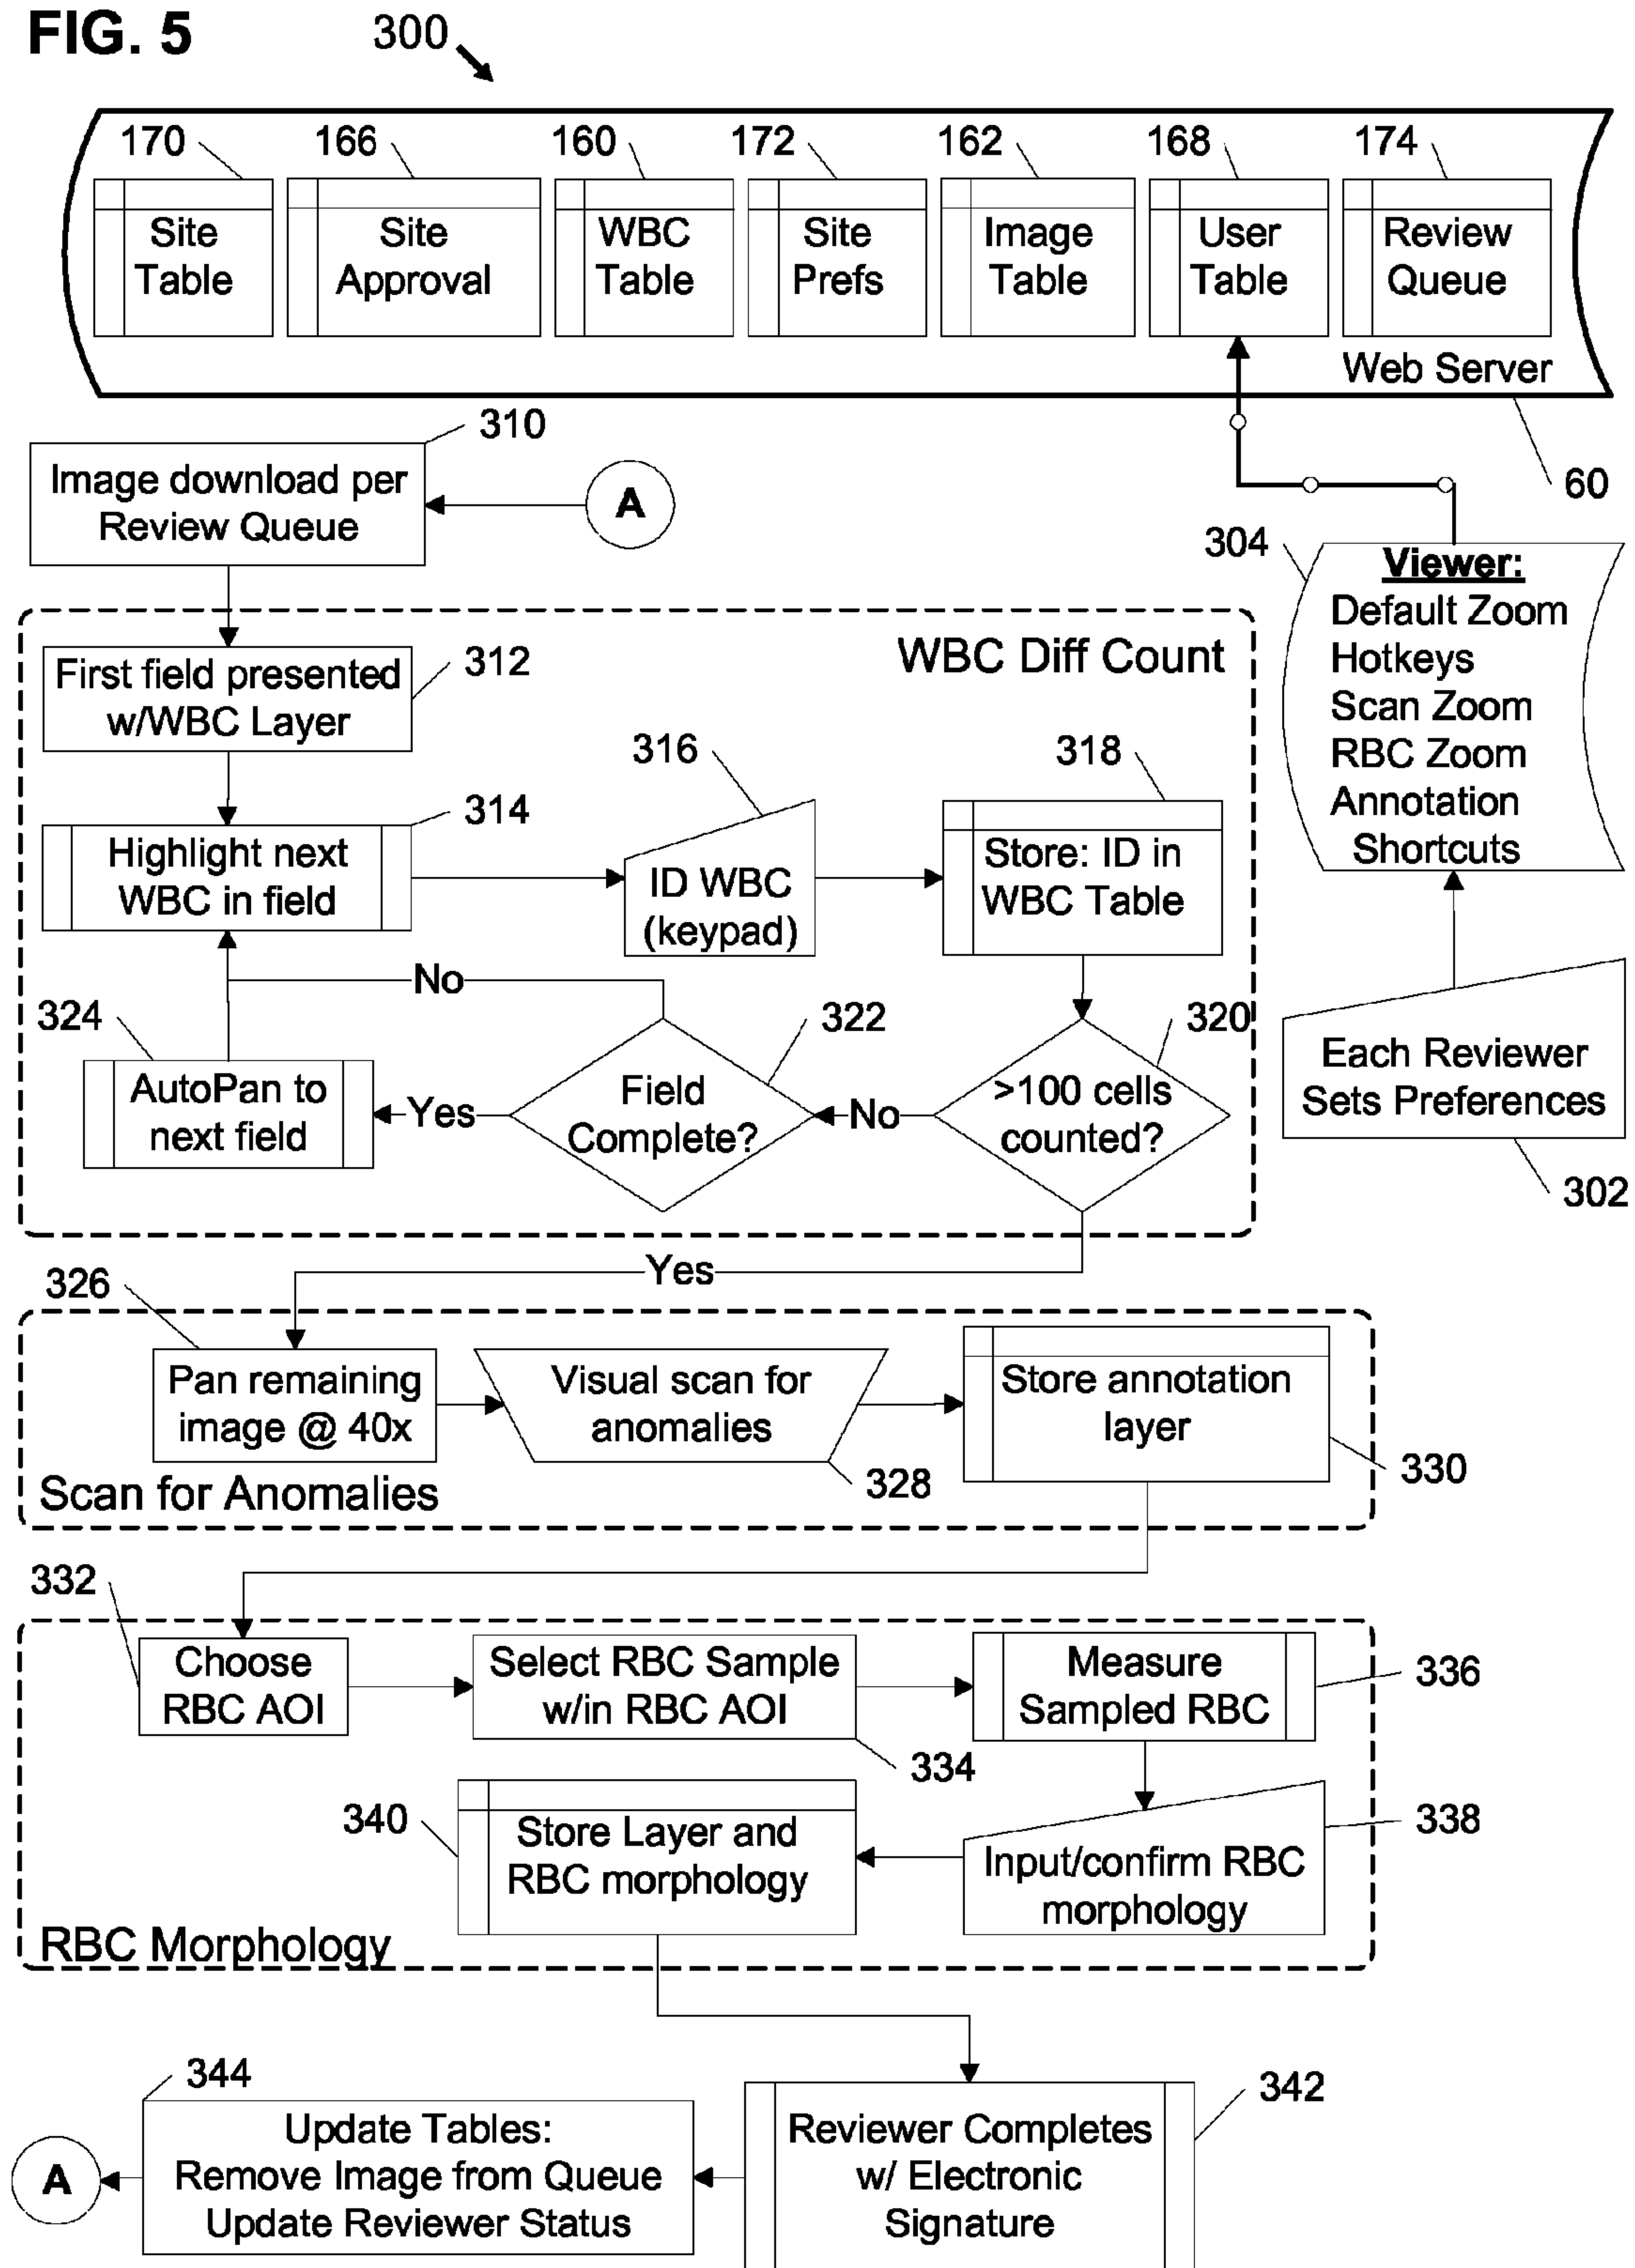 FIG. 5
300
170
166
160
172
162
168
174
Site
Table
Site
Approval
WBC
Table
Site
Prefs
Image
Table
User
Table
Review
Queue
Web Server
60
310
Image download per
Review Queue
A
304
Viewer:
Default Zoom
Hotkeys
Scan Zoom
RBC Zoom
Annotation
Shortcuts
Each Reviewer
Sets Preferences
302
WBC Diff Count
First field presented
w/WBC Layer
312
314
Highlight next
WBC in field
316
ID WBC
(keypad)
318
Store: ID in
WBC Table
No
324
AutoPan to
next field
Yes
322
Field
Complete?
No
320
>100 cells
counted?
Yes
326
Pan remaining
image @ 40x
Visual scan for
anomalies
328
Store annotation
layer
330
Scan for Anomalies
332
Choose
RBC AOI
Select RBC Sample
w/in RBC AOI
334
Measure
Sampled RBC
336
340
Store Layer and
RBC morphology
Input/confirm RBC
morphology
338
RBC Morphology
344
Update Tables:
Remove Image from Queue
Update Reviewer Status
A
Reviewer Completes
w/ Electronic
Signature
342